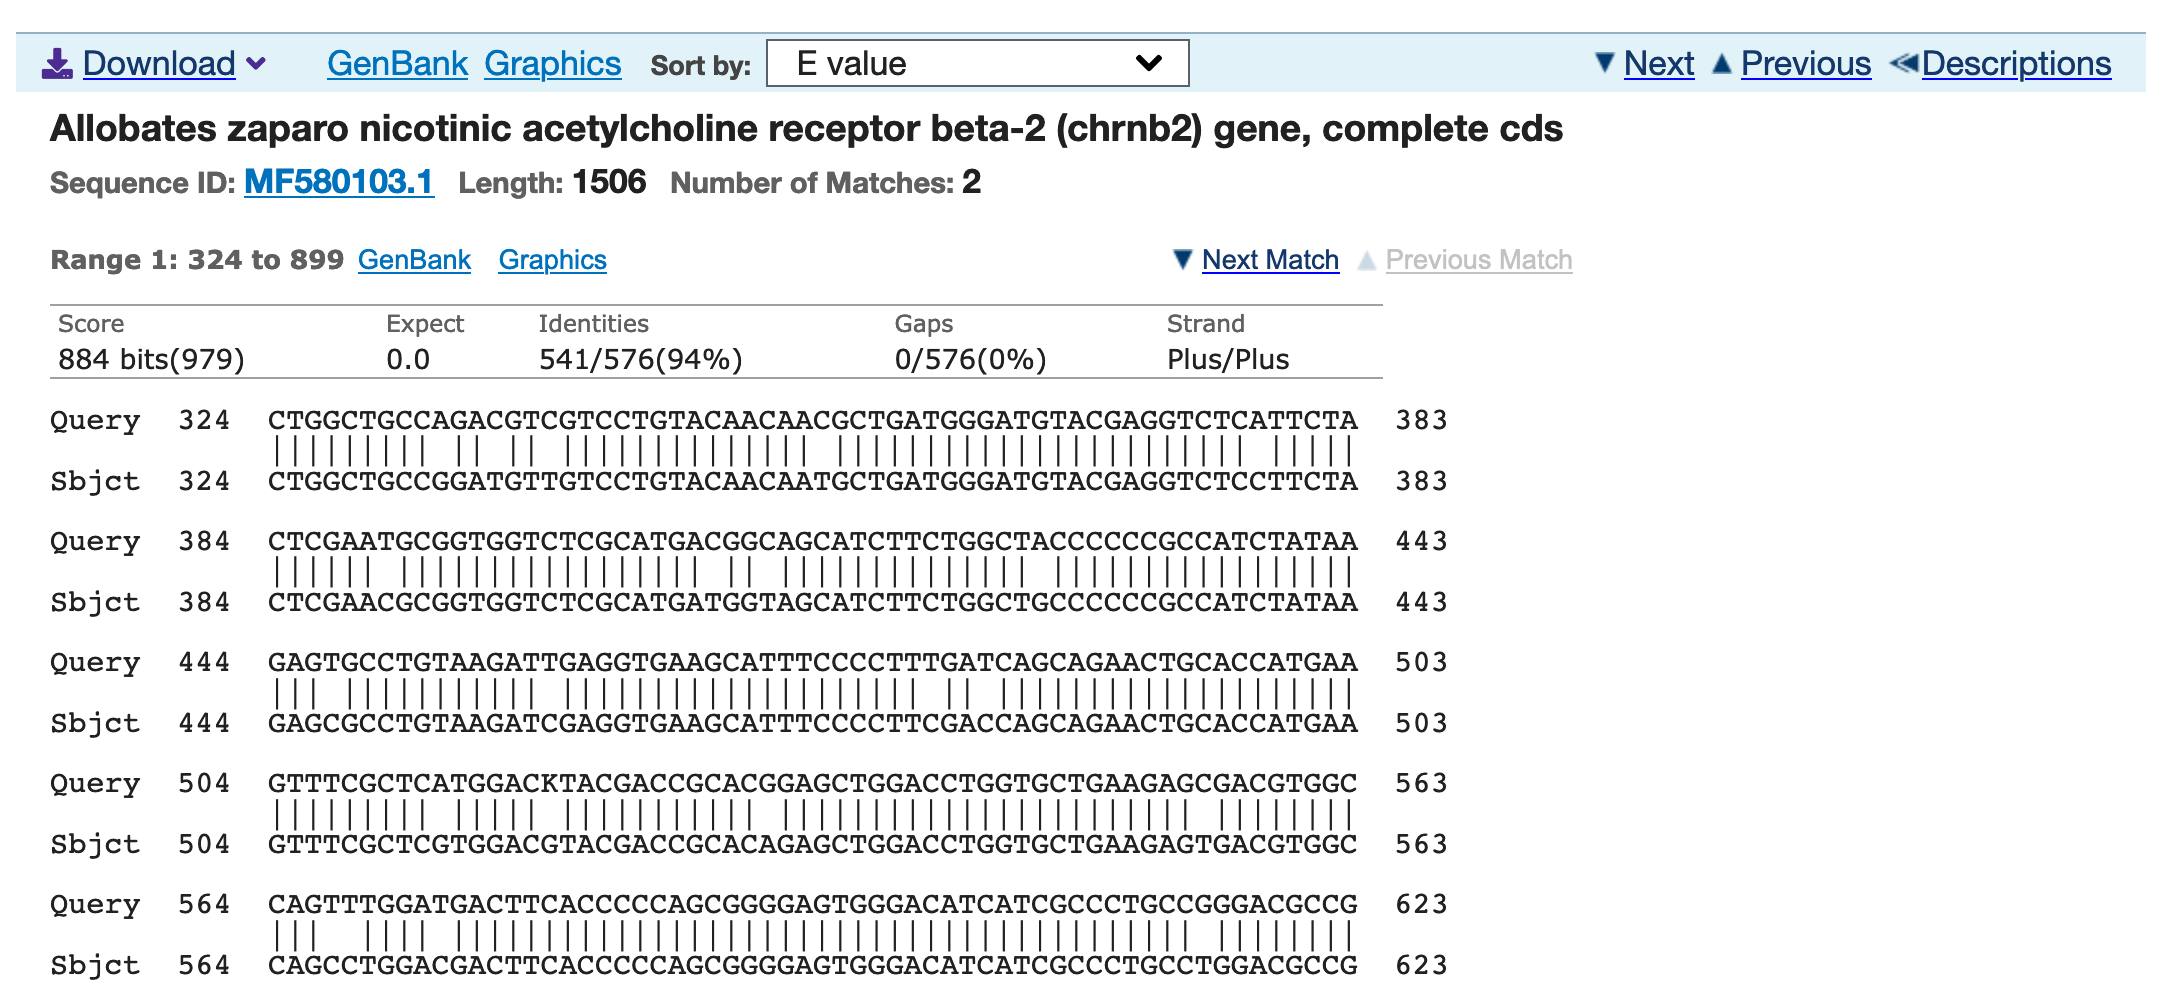 Download GenBank Graphics Sort by: E value Next Previous Descriptions
Allobates zaparo nicotinic acetylcholine receptor beta-2 (chrnb2) gene, complete cds
Sequence ID: MF580103.1 Length: 1506 Number of Matches: 2
Range 1: 324 to 899 GenBank Graphics Next Match Previous Match
Score Expect Identities Gaps Strand
884 bits(979) 0.0 541/576(94%) 0/576(0%) Plus/Plus
Query 324 CTGGCTGCCAGACGTCGTCCTGTACAACAACGCTGATGGGATGTACGAGGTCTCATTCTA 383
Sbjct 324 CTGGCTGCCGGATGTTGTCCTGTACAACAATGCTGATGGGATGTACGAGGTCTCCTTCTA 383
Query 384 CTCGAATGCGGTGGTCTCGCATGACGGCAGCATCTTCTGGCTACCCCCCGCCATCTATAA 443
Sbjct 384 CTCGAACGCGGTGGTCTCGCATGATGGTAGCATCTTCTGGCTGCCCCCCGCCATCTATAA 443
Query 444 GAGTGCCTGTAAGATTGAGGTGAAGCATTTCCCCTTTGATCAGCAGAACTGCACCATGAA 503
Sbjct 444 GAGCGCCTGTAAGATCGAGGTGAAGCATTTCCCCTTCGACCAGCAGAACTGCACCATGAA 503
Query 504 GTTTCGCTCATGGACKTACGACCGCACGGAGCTGGACCTGGTGCTGAAGAGCGACGTGGC 563
Sbjct 504 GTTTCGCTCGTGGACGTACGACCGCACAGAGCTGGACCTGGTGCTGAAGAGTGACGTGGC 563
Query 564 CAGTTTGGATGACTTCACCCCCAGCGGGGAGTGGGACATCATCGCCCTGCCGGGACGCCG 623
Sbjct 564 CAGCCTGGACGACTTCACCCCCAGCGGGGAGTGGGACATCATCGCCCTGCCTGGACGCCG 623